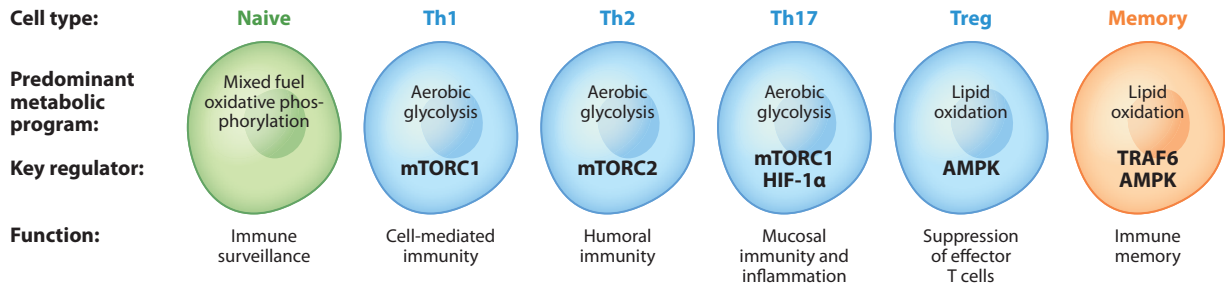 Cell type: Naive Th1 Th2 Th17 Treg Memory
Predominant
metabolic
program:
Mixed fuel
oxidative phos-
phorylation
Aerobic
glycolysis
Aerobic
glycolysis
Aerobic
glycolysis
Lipid
oxidation
Lipid
oxidation
Key regulator:
mTORC1
mTORC2
mTORC1
HIF-1α
AMPK
TRAF6
AMPK
Function:
Immune
surveillance
Cell-mediated
immunity
Humoral
immunity
Mucosal
immunity and
inflammation
Suppression
of effector
T cells
Immune
memory